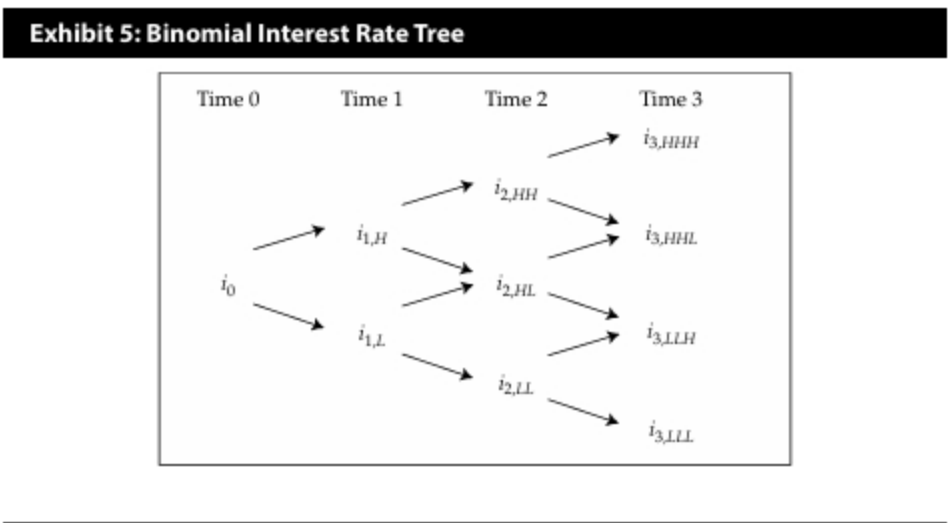 Exhibit 5: Binomial Interest Rate Tree
Time 0 Time 1 Time 2 Time 3
i3,HHH
i2,HH
i1,H i3,HHL
i0 i2,HL
i1,L i3,LLH
i2,LL
i3,LLL